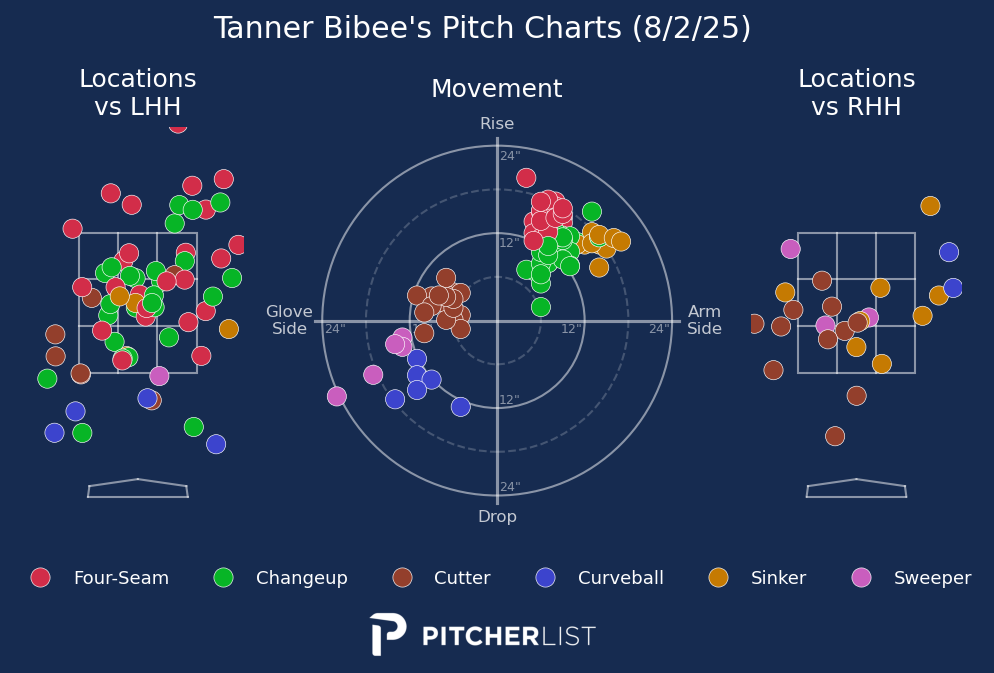 Tanner Bibee's Pitch Charts (8/2/25)
Locations
vs LHH
Movement
Locations
vs RHH
Rise
24"
12"
Glove
Side
24"
12"
24"
Arm
Side
12"
24"
Drop
Four-Seam
Changeup
Cutter
Curveball
Sinker
Sweeper
PITCHERLIST